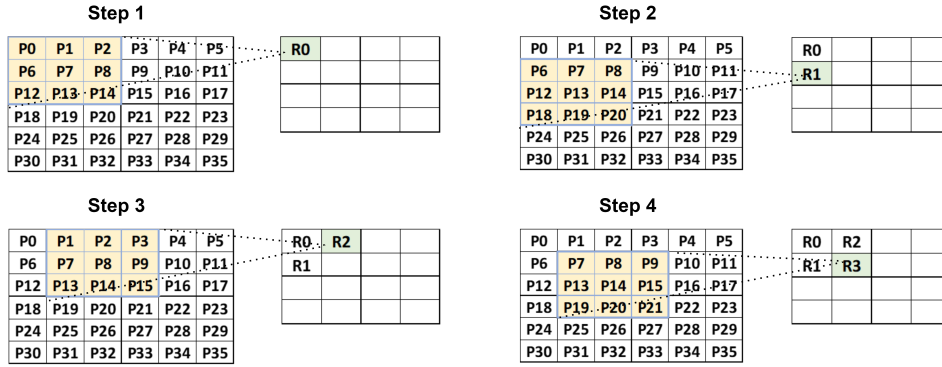 Step 1
P0 P1 P2 P3 P4 P5
P6 P7 P8 P9 P10 P11
P12 P13 P14 P15 P16 P17
P18 P19 P20 P21 P22 P23
P24 P25 P26 P27 P28 P29
P30 P31 P32 P33 P34 P35
R0
Step 2
P0 P1 P2 P3 P4 P5
P6 P7 P8 P9 P10 P11
P12 P13 P14 P15 P16 P17
P18 P19 P20 P21 P22 P23
P24 P25 P26 P27 P28 P29
P30 P31 P32 P33 P34 P35
R0
R1
Step 3
P0 P1 P2 P3 P4 P5
P6 P7 P8 P9 P10 P11
P12 P13 P14 P15 P16 P17
P18 P19 P20 P21 P22 P23
P24 P25 P26 P27 P28 P29
P30 P31 P32 P33 P34 P35
R0 R2
R1
Step 4
P0 P1 P2 P3 P4 P5
P6 P7 P8 P9 P10 P11
P12 P13 P14 P15 P16 P17
P18 P19 P20 P21 P22 P23
P24 P25 P26 P27 P28 P29
P30 P31 P32 P33 P34 P35
R0 R2
R1 R3